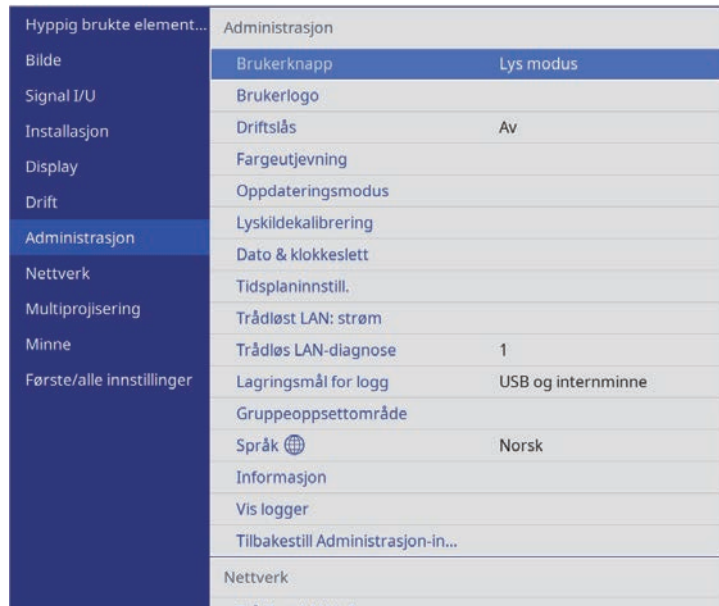 Hyppig brukte element...
Bilde
Signal I/U
Installasjon
Display
Drift
Administrasjon
Nettverk
Multiprojisering
Minne
Første/alle innstillinger
Administrasjon
Brukerknapp Lys modus
Brukerlogo
Driftslås Av
Fargeutjevning
Oppdateringsmodus
Lyskildekalibrering
Dato & klokkeslett
Tidsplaninnstill.
Trådløst LAN: strøm
Trådløs LAN-diagnose 1
Lagringsmål for logg USB og internminne
Gruppeoppsettområde
Språk Norsk
Informasjon
Vis logger
Tilbakestill Administrasjon-in...
Nettverk